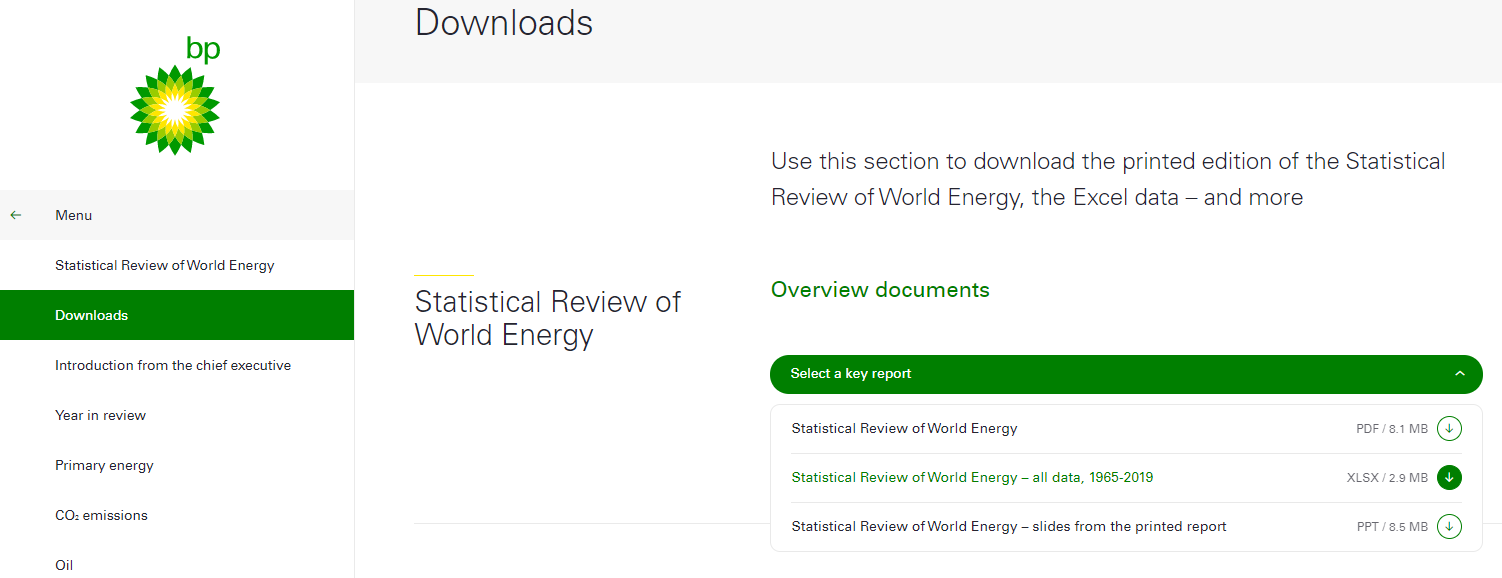 bp
Menu
Statistical Review of World Energy
Downloads
Introduction from the chief executive
Year in review
Primary energy
CO₂ emissions
Oil
Downloads
Use this section to download the printed edition of the Statistical
Review of World Energy, the Excel data – and more
Statistical Review of
World Energy
Overview documents
Select a key report
Statistical Review of World Energy PDF / 8.1 MB
Statistical Review of World Energy – all data, 1965-2019 XLSX / 2.9 MB
Statistical Review of World Energy – slides from the printed report PPT / 8.5 MB